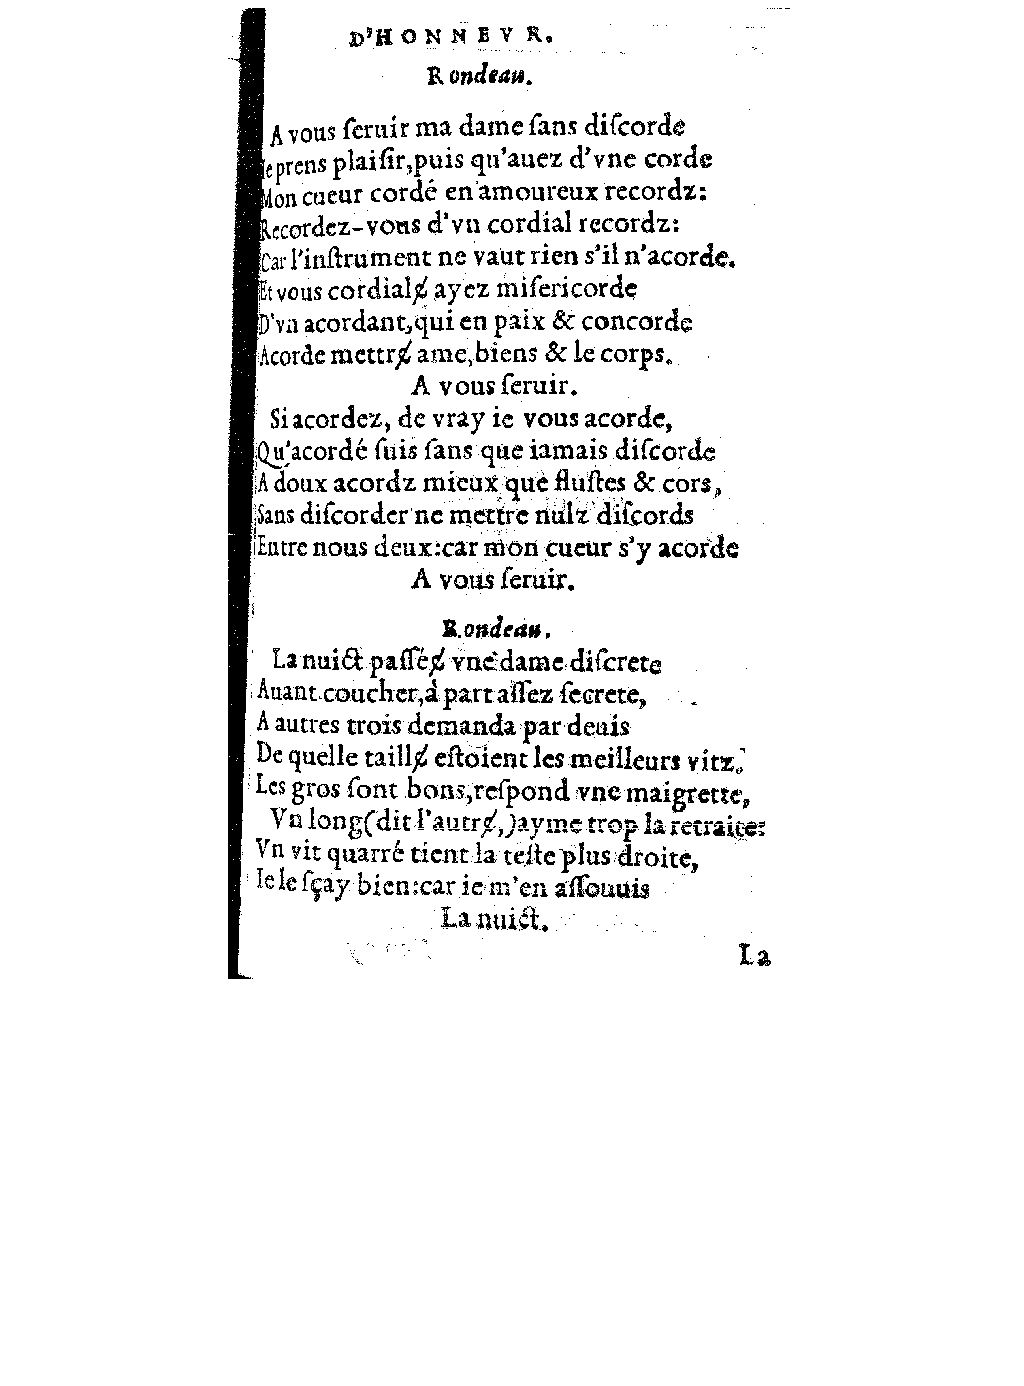 D'HONNEVR.
Rondeau.
A vous ſeruir ma dame ſans diſcorde
Ie prens plaiſir, puis qu'auez d'vne corde
Mon cueur cordé en amoureux recordz:
Recordez-vous d'vn cordial recordz:
Car l'inſtrument ne vaut rien s'il n'acorde.
Et vous cordialɇ ayez miſericorde
D'vn acordant, qui en paix & concorde
Acorde mettrɇ ame, biens & le corps.
A vous ſeruir.
Si acordez, de vray ie vous acorde,
Qu'acordé ſuis ſans que iamais diſcorde
A doux acordz mieux que fluſtes & cors,
Sans diſcorder ne mettre nulz diſcords
Entre nous deux: car mon cueur s'y acorde
A vous ſeruir.
Rondeau.
La nuict paſſéɇ vne dame diſcrete
Auant coucher, à part aſſez ſecrete,
A autres trois demanda par deuis
De quelle taillɇ eſtoient les meilleurs vitz.
Les gros ſont bons, reſpond vne maigrette,
Vn long (dit l'autrɇ,) ayme trop la retraite:
Vn vit quarré tient la teſte plus droite,
Ie le ſçay bien: car ie m'en aſſouuis
La nuict.
La